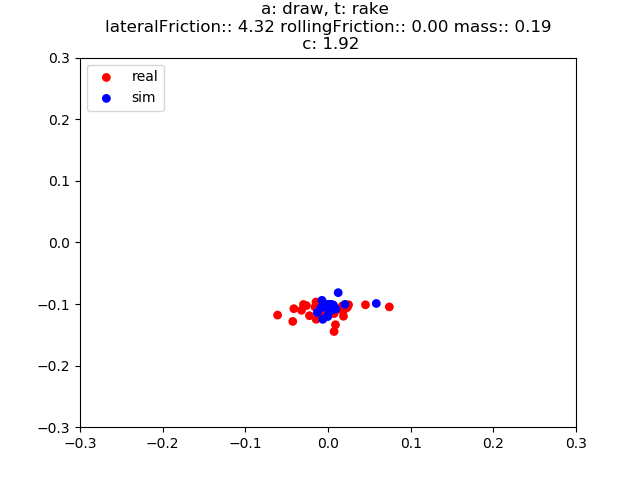 a: draw, t: rake
lateralFriction:: 4.32 rollingFriction:: 0.00 mass:: 0.19
c: 1.92
real
sim
0.3
0.2
0.1
0.0
−0.1
−0.2
−0.3
−0.3
−0.2
−0.1
0.0
0.1
0.2
0.3